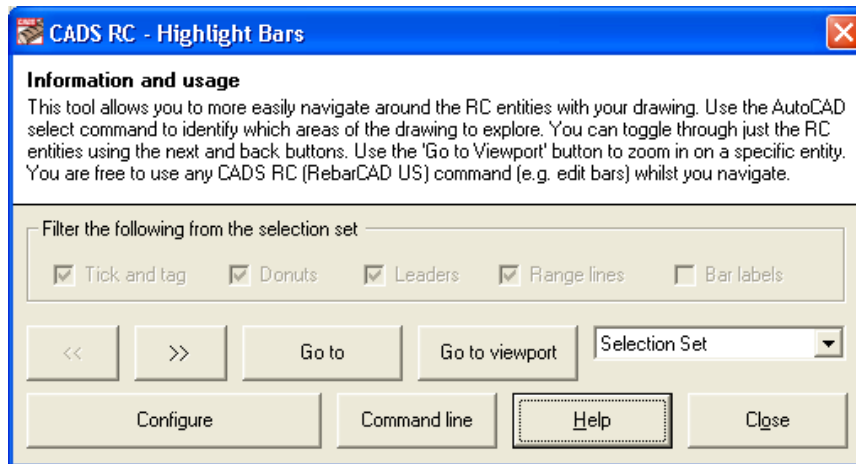 CADS RC - Highlight Bars
Information and usage
This tool allows you to more easily navigate around the RC entities with your drawing. Use the AutoCAD
select command to identify which areas of the drawing to explore. You can toggle through just the RC
entities using the next and back buttons. Use the 'Go to Viewport' button to zoom in on a specific entity.
You are free to use any CADS RC (RebarCAD US) command (e.g. edit bars) whilst you navigate.
Filter the following from the selection set
Tick and tag Donuts Leaders Range lines Bar labels
<< >> Go to Go to viewport Selection Set
Configure Command line Help Close